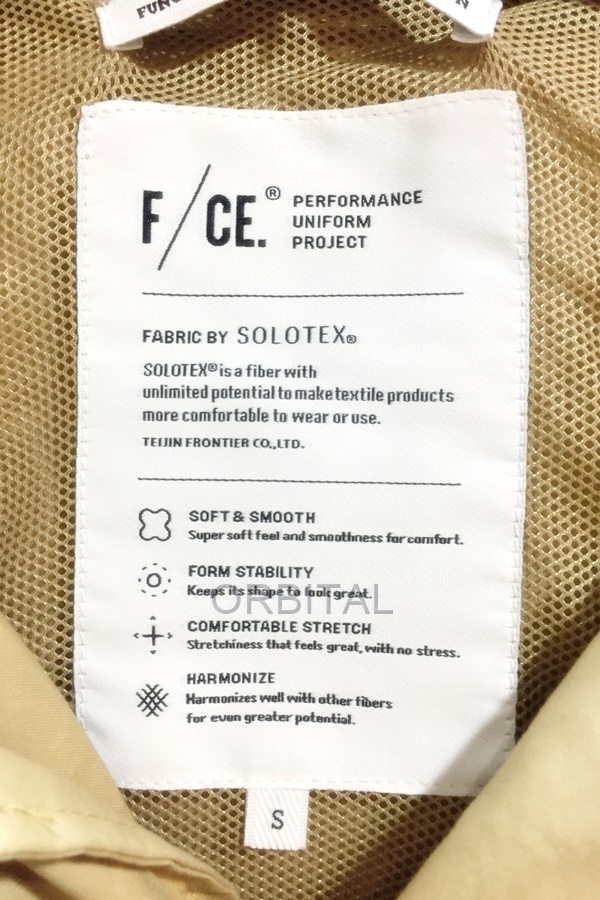 FUNC
N
F/CE.® PERFORMANCE
UNIFORM
PROJECT
FABRIC BY SOLOTEX®
SOLOTEX® is a fiber with
unlimited potential to make textile products
more comfortable to wear or use.
TEIJIN FRONTIER CO.,LTD.
SOFT & SMOOTH
Super soft feel and smoothness for comfort.
FORM STABILITY
Keeps its shape to look great.
ORBITAL
COMFORTABLE STRETCH
Stretchiness that feels great, with no stress.
HARMONIZE
Harmonizes well with other fibers
for even greater potential.
S